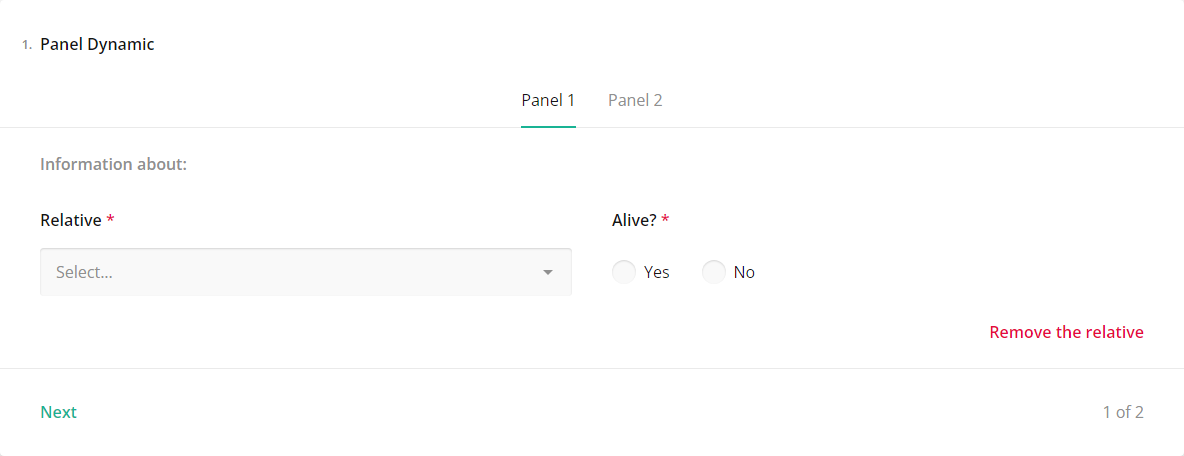 1. Panel Dynamic
Panel 1 Panel 2
Information about:
Relative * Alive? *
Select... Yes No
Remove the relative
Next 1 of 2